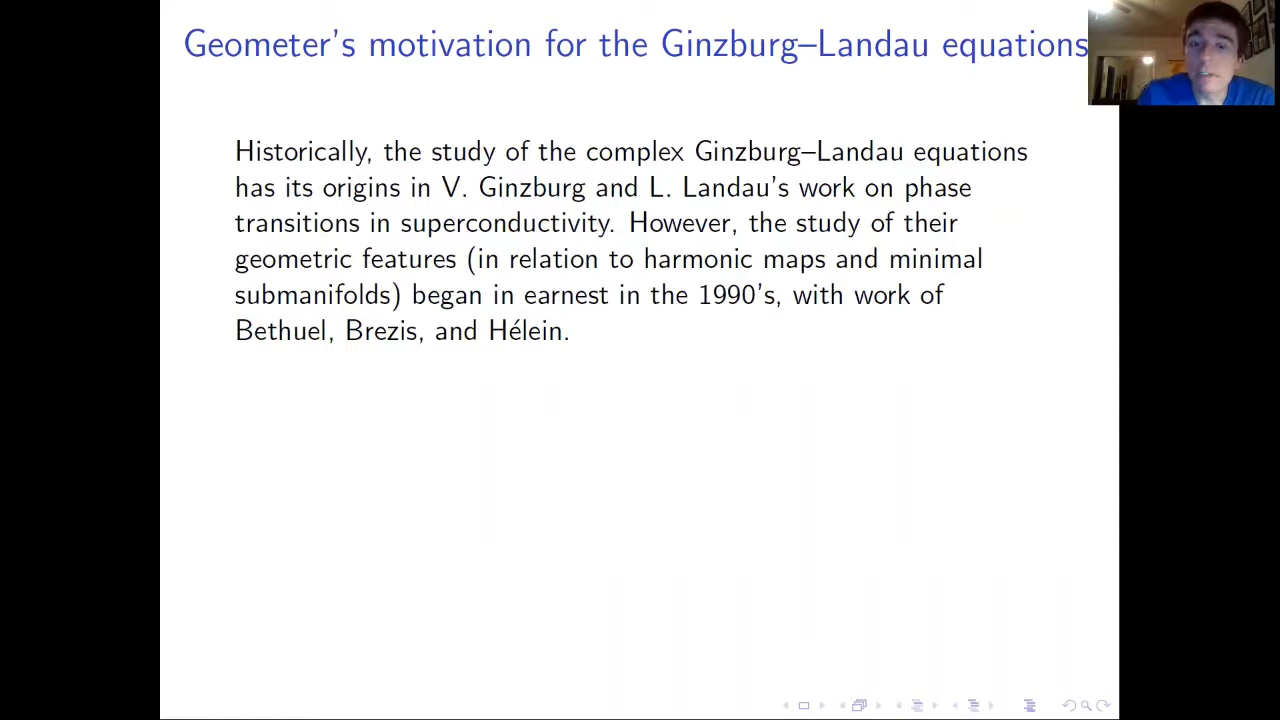 Geometer's motivation for the Ginzburg–Landau equations
Historically, the study of the complex Ginzburg–Landau equations
has its origins in V. Ginzburg and L. Landau's work on phase
transitions in superconductivity. However, the study of their
geometric features (in relation to harmonic maps and minimal
submanifolds) began in earnest in the 1990's, with work of
Bethuel, Brezis, and Hélein.